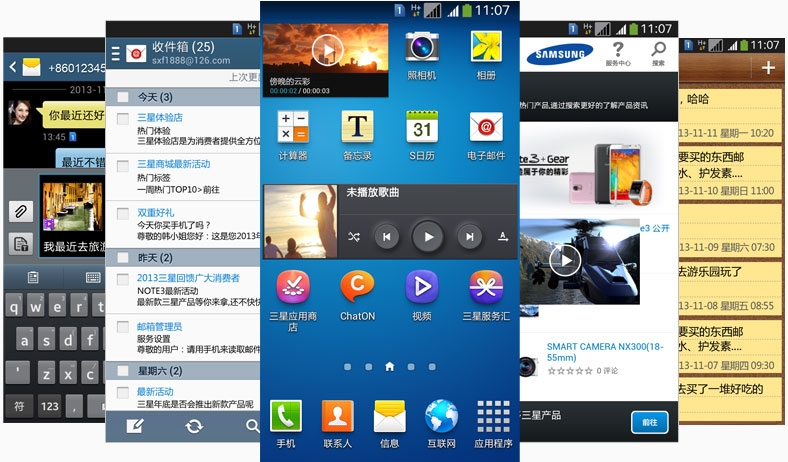 +86012345
2013-11
你最近还好
13:45
最近不错
我最近去旅游
q w e r t
a s d f
z x c
符
123
收件箱 (25)
sxf1888@126.com
上次更
今天 (3)
三星体验店
热门体验
三星体验店是为消费者提供全方位
三星商城最新活动
热门标签
一周热门TOP10>前往
双重好礼
今天你买手机了吗？
尊敬的韩小姐您好：这是您2013年
昨天 (2)
2013三星回馈广大消费者
NOTE3最新活动
最新款三星产品等你来拿,还不快
邮箱管理员
服务设置
尊敬的用户：请用手机来读取邮件
星期六 (2)
最新活动
三星年底是否会推出新款产品呢
11:07
傍晚的云彩
00:00:02 / 00:00:03
照相机
相册
计算器
备忘录
31
S日历
电子邮件
未播放歌曲
A
三星应用商店
ChatON
视频
三星服务汇
手机
联系人
信息
互联网
应用程序
11:07
SAMSUNG
服务中心
搜索
热门产品,通过搜索更好的了解产品资讯
te3+Gear
属于你的精彩
e3 公开
SMART CAMERA NX300(18-55mm)
0 评论
三星产品
前往
11:07
，哈哈
13-11-11 星期一 10:20
要买的东西邮
水、护发素....
13-11-10 星期日 11:00
13-11-09 星期六 07:30
去游乐园玩了
13-11-08 星期五 08:55
要买的东西邮
水、护发素....
13-11-07 星期四 09:30
去买了一堆好吃的